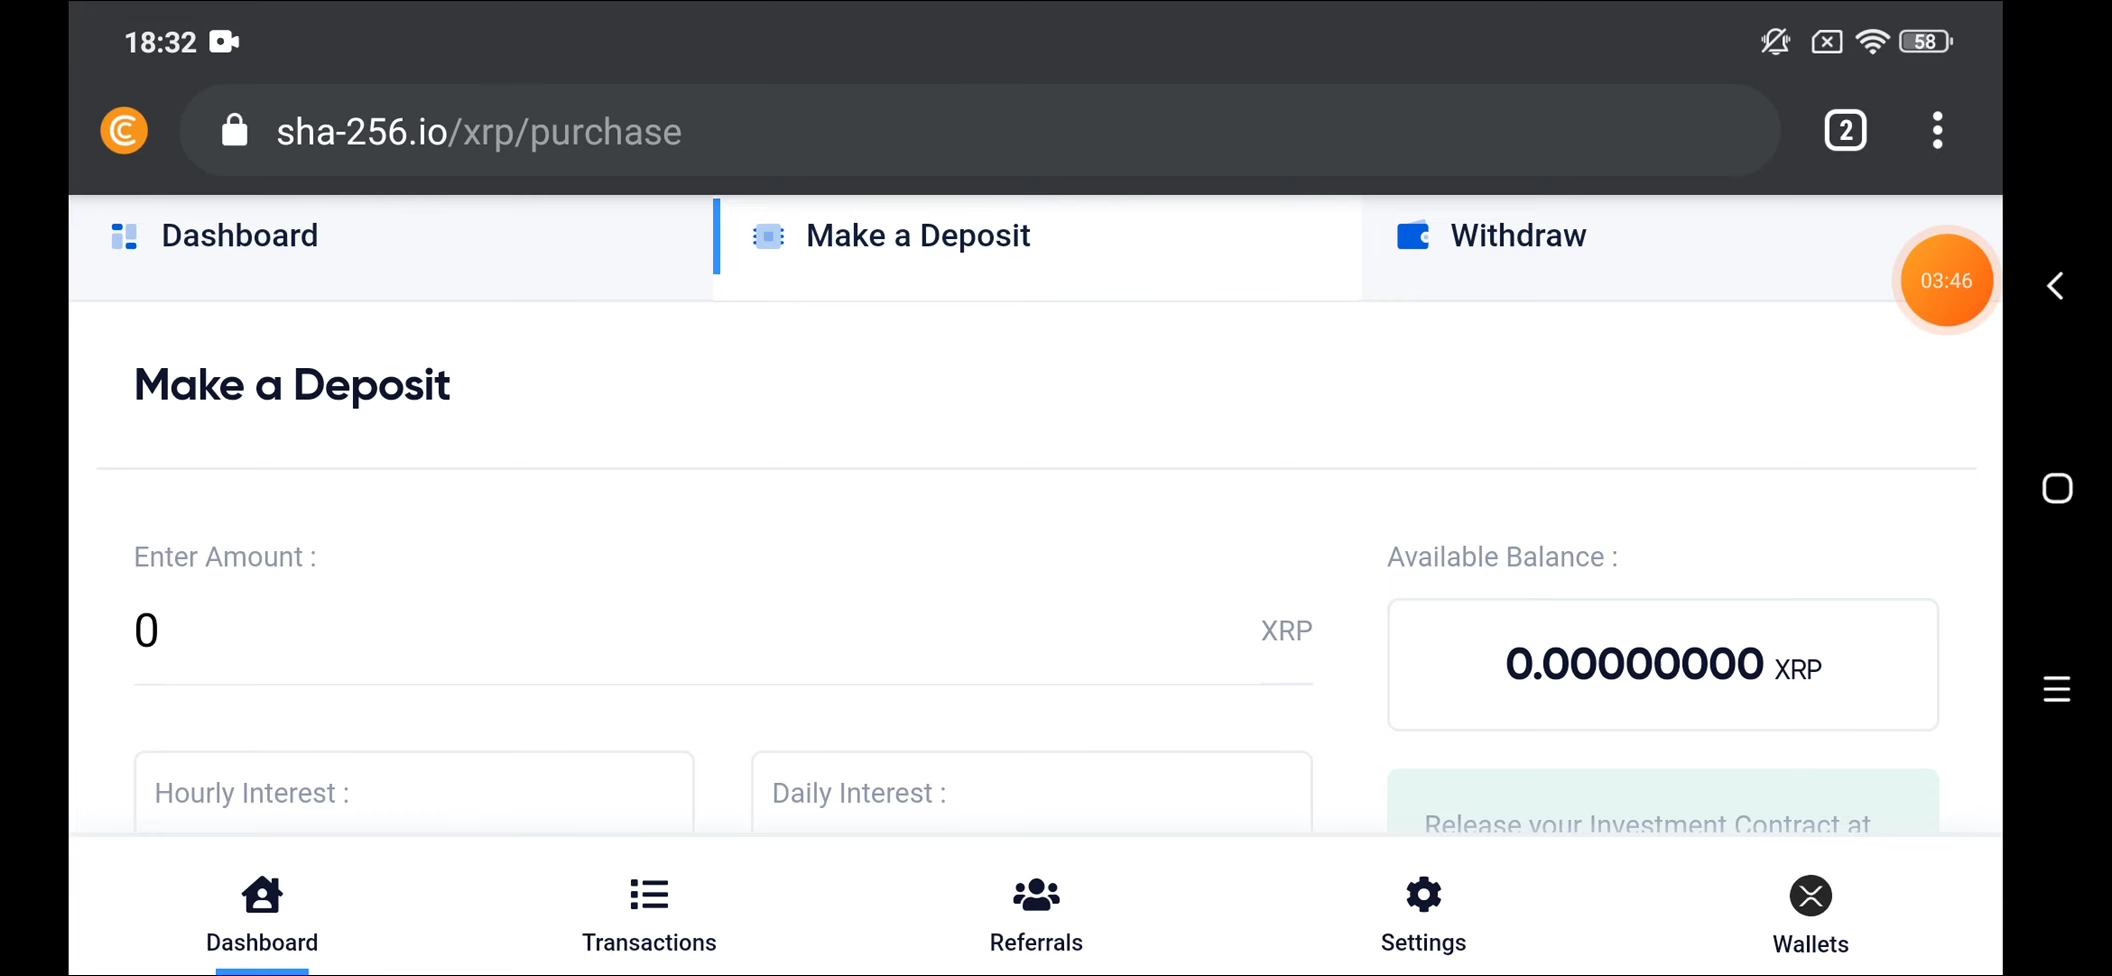 18:32
58
sha-256.io/xrp/purchase
2
Dashboard
Make a Deposit
Withdraw
03:46
Make a Deposit
Enter Amount :
Available Balance :
0
XRP
0.00000000 XRP
Hourly Interest :
Daily Interest :
Release your Investment Contract at
Dashboard
Transactions
Referrals
Settings
Wallets